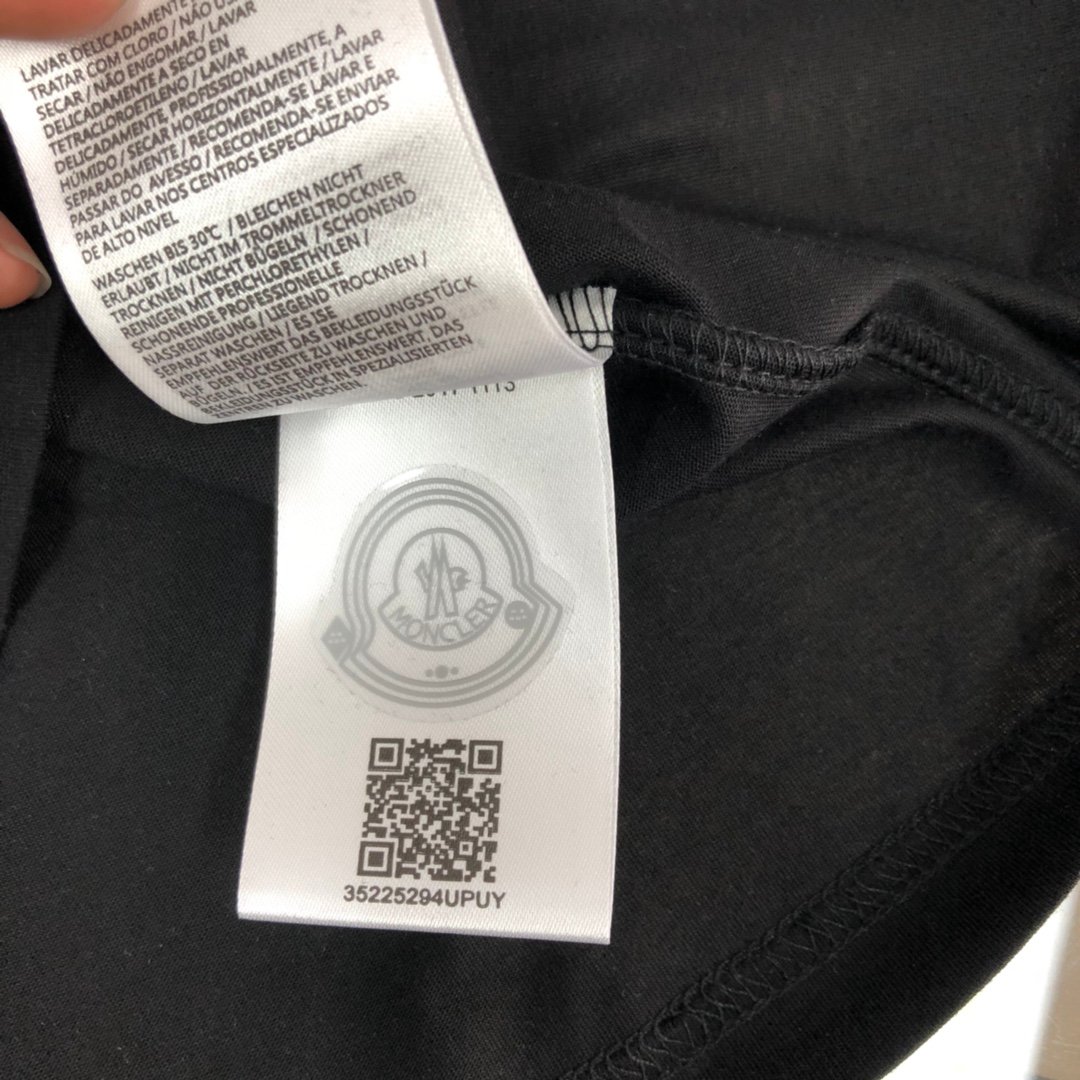 LAVAR DELICADAMENTE
TRATAR COM CLORO / NÃO
SECAR / NÃO ENGOMAR / LAVAR
DELICADAMENTE A SECO EN
TETRACLOROETILENO / LAVAR
DELICADAMENTE, PROFISSIONALMENTE, A
HÚMIDO / SECAR HORIZONTALMENTE / LAVAR
SEPARADAMENTE / RECOMENDA-SE LAVAR E
PASSAR DO AVESSO / RECOMENDA-SE ENVIAR
PARA LAVAR NOS CENTROS ESPECIALIZADOS
DE ALTO NIVEL
WASCHEN BIS 30°C / BLEICHEN NICHT
ERLAUBT / NICHT IM TROMMELTROCKNER
TROCKNEN / NICHT BÜGELN / SCHONEND
REINIGEN MIT PERCHLORETHYLEN /
SCHONENDE PROFESSIONELLE
NASSREINIGUNG / LIEGEND TROCKNEN /
SEPARAT WASCHEN / ES ISE
EMPFEHLENSWERT DAS BEKLEIDUNGSSTÜCK
AUF DER RÜCKSEITE ZU WASCHEN UND
BÜGELN / ES IST EMPFEHLENSWERT, DAS
BEKLEIDUNGSSTÜCK IN SPEZIALISIERTEN
ZU WASCHEN
MONCLER
35225294UPUY